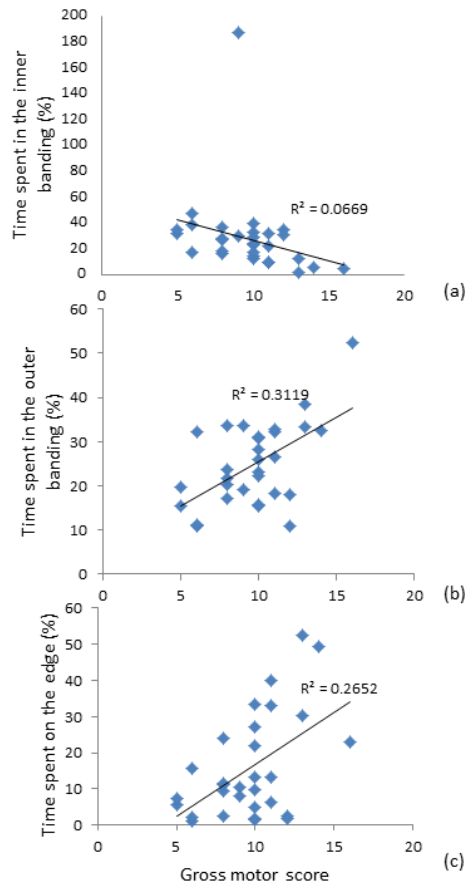 200
180
160
140
120
100
80
60
40
20
0
Time spent in the inner
banding (%)
R² = 0.0669
0 5 10 15 20
(a)
60
50
40
30
20
10
0
Time spent in the outer
banding (%)
R² = 0.3119
0 5 10 15 20
(b)
60
50
40
30
20
10
0
Time spent on the edge (%)
R² = 0.2652
0 5 10 15 20
Gross motor score
(c)